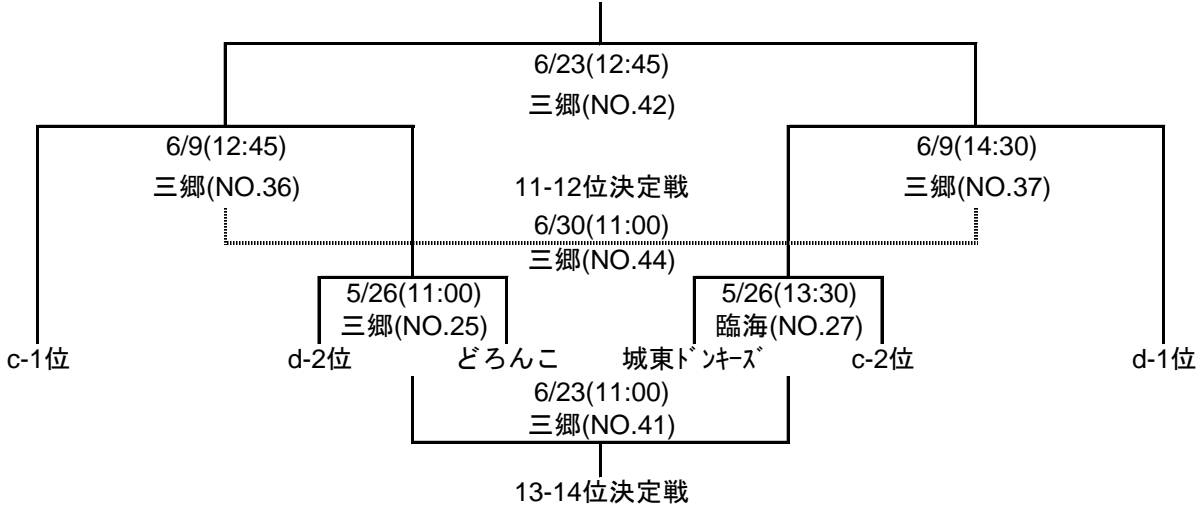 6/23(12:45)
三郷(NO.42)
6/9(12:45)
三郷(NO.36)
6/9(14:30)
三郷(NO.37)
11-12位決定戦
6/30(11:00)
三郷(NO.44)
5/26(11:00)
三郷(NO.25)
5/26(13:30)
臨海(NO.27)
c-1位
d-2位
どろんこ
城東ﾄﾞﾝｷｰｽﾞ
c-2位
d-1位
6/23(11:00)
三郷(NO.41)
13-14位決定戦